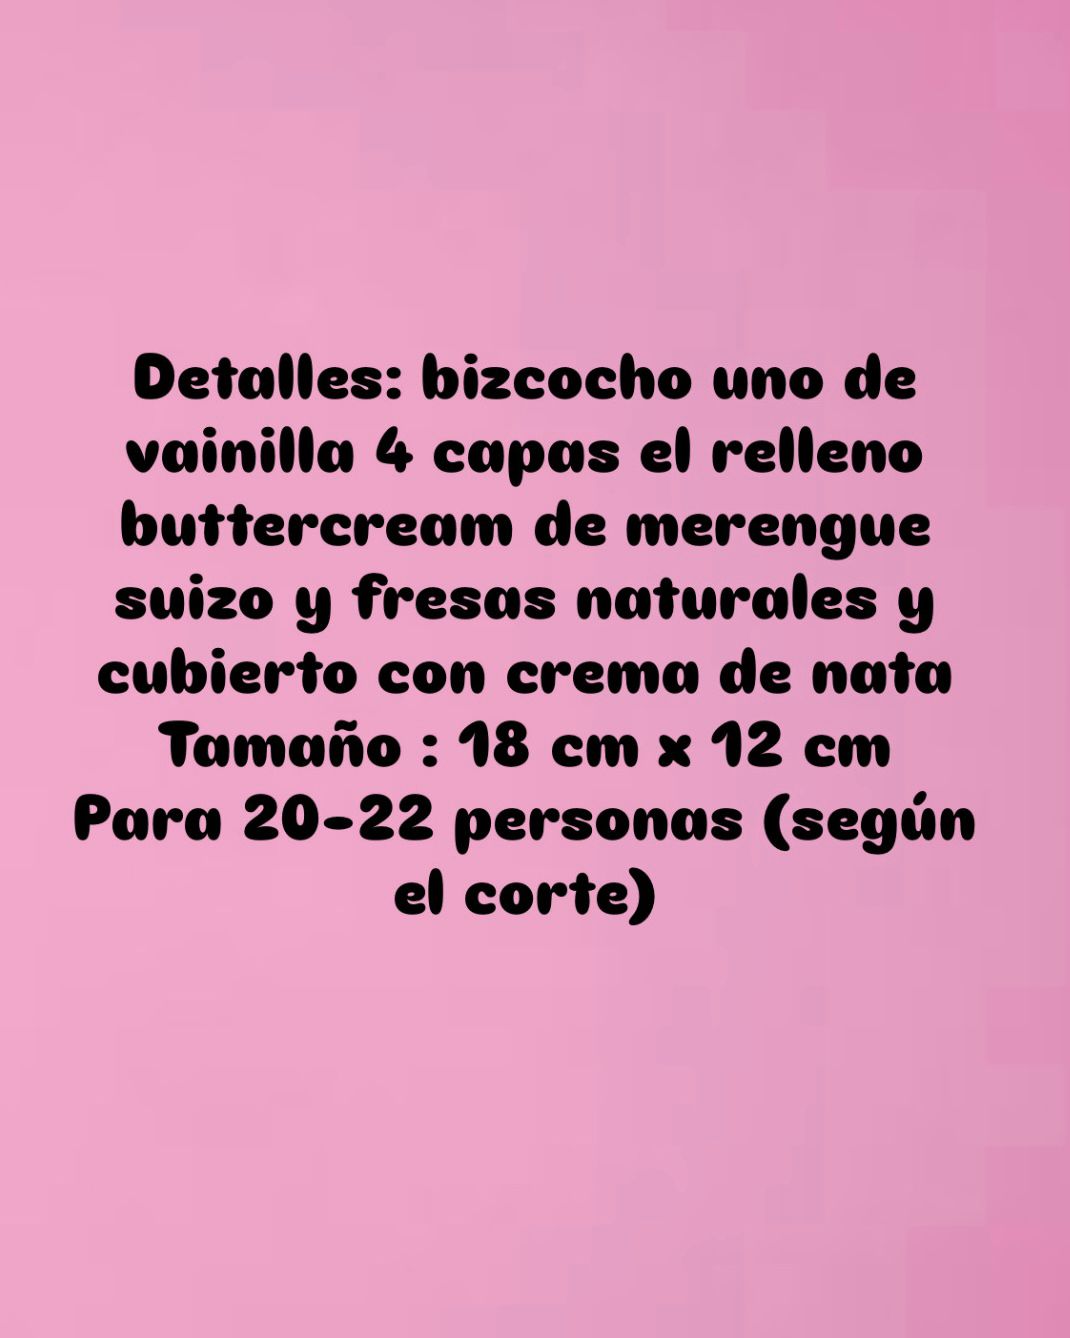 Detalles: bizcocho uno de
vainilla 4 capas el relleno
buttercream de merengue
suizo y fresas naturales y
cubierto con crema de nata
Tamaño : 18 cm x 12 cm
Para 20-22 personas (según
el corte)